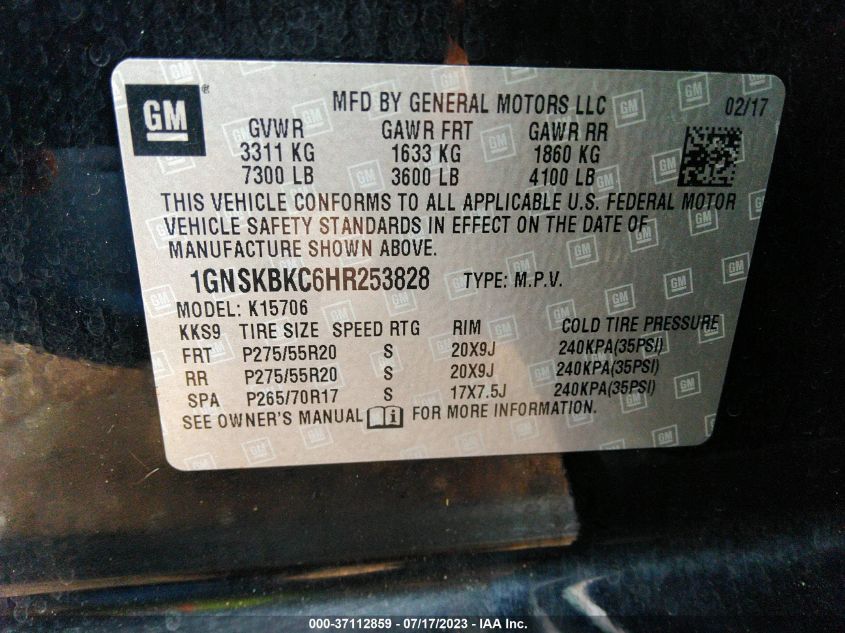 GM ® MFD BY GENERAL MOTORS LLC 02/17
GVWR GAWR FRT GAWR RR
3311 KG 1633 KG 1860 KG
7300 LB 3600 LB 4100 LB
THIS VEHICLE CONFORMS TO ALL APPLICABLE U.S. FEDERAL MOTOR
VEHICLE SAFETY STANDARDS IN EFFECT ON THE DATE OF
MANUFACTURE SHOWN ABOVE.
1GNSKBKC6HR253828 TYPE: M.P.V.
MODEL: K15706
KKS9 TIRE SIZE SPEED RTG RIM COLD TIRE PRESSURE
FRT P275/55R20 S 20X9J 240KPA(35PSI)
RR P275/55R20 S 20X9J 240KPA(35PSI)
SPA P265/70R17 S 17X7.5J 240KPA(35PSI)
SEE OWNER'S MANUAL i FOR MORE INFORMATION.
000-37112859 - 07/17/2023 - IAA Inc.